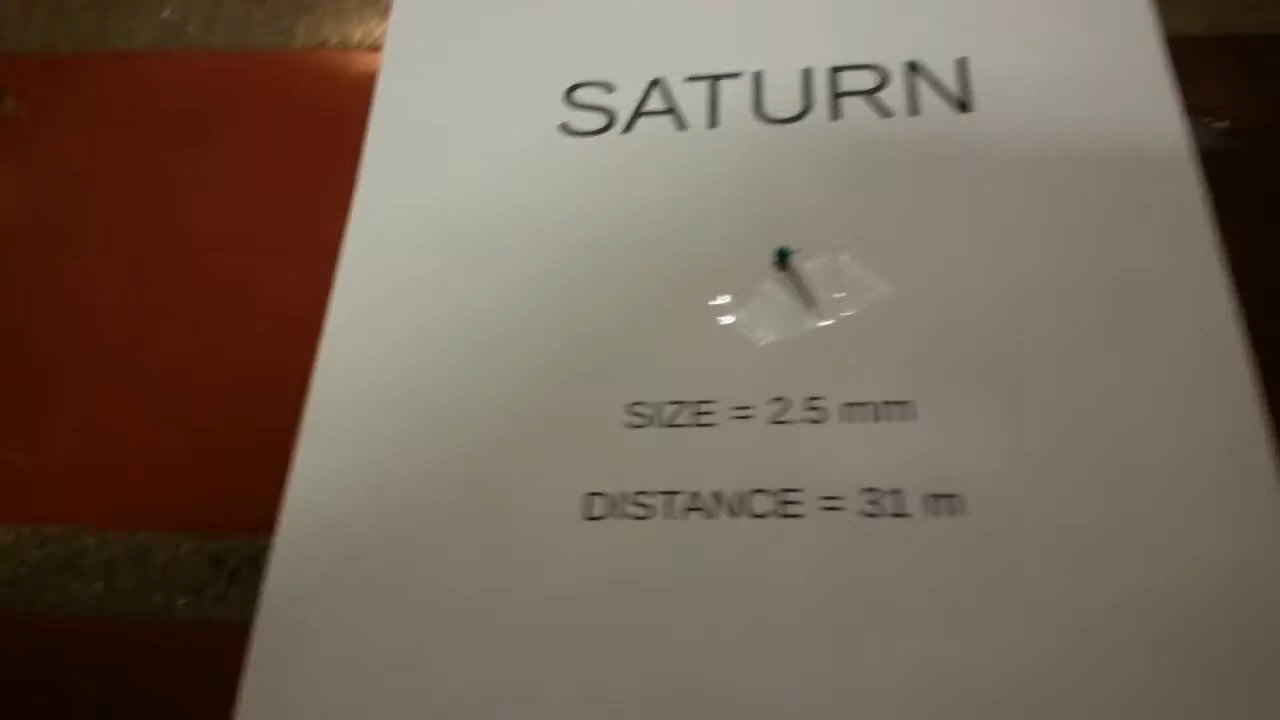 SATURN
SIZE = 2.5 mm
DISTANCE = 31 m